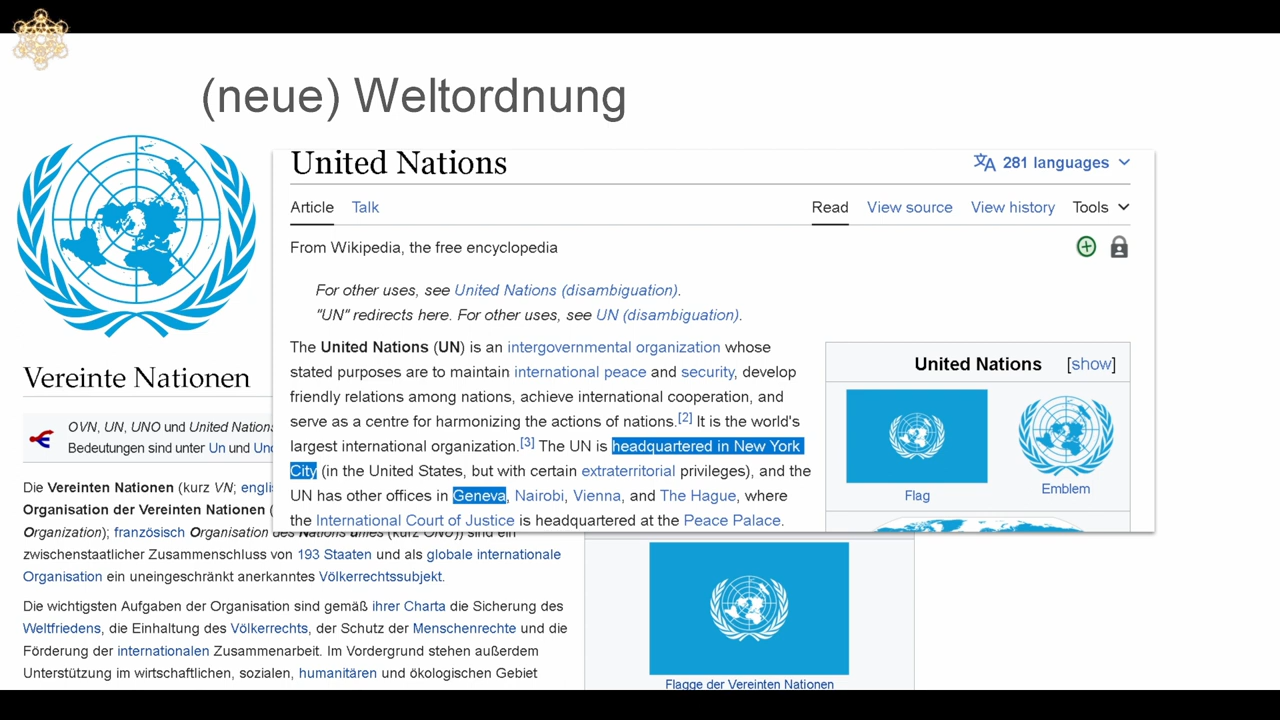 (neue) Weltordnung
United Nations
281 languages
Article Talk Read View source View history Tools
From Wikipedia, the free encyclopedia
For other uses, see United Nations (disambiguation).
"UN" redirects here. For other uses, see UN (disambiguation).
The United Nations (UN) is an intergovernmental organization whose
stated purposes are to maintain international peace and security, develop
friendly relations among nations, achieve international cooperation, and
serve as a centre for harmonizing the actions of nations.[2] It is the world's
largest international organization.[3] The UN is headquartered in New York
City (in the United States, but with certain extraterritorial privileges), and the
UN has other offices in Geneva, Nairobi, Vienna, and The Hague, where
the International Court of Justice is headquartered at the Peace Palace.
United Nations [show]
Flag
Emblem
Vereinte Nationen
OVN, UN, UNO und United Nations
Bedeutungen sind unter Un und
Die Vereinten Nationen (kurz VN;
Organisation der Vereinten Nationen (
Organization); französisch Organisation des Nations unies (kurz ONU)) sind ein
zwischenstaatlicher Zusammenschluss von 193 Staaten und als globale internationale
Organisation ein uneingeschränkt anerkanntes Völkerrechtssubjekt.
Die wichtigsten Aufgaben der Organisation sind gemäß ihrer Charta die Sicherung des
Weltfriedens, die Einhaltung des Völkerrechts, der Schutz der Menschenrechte und die
Förderung der internationalen Zusammenarbeit. Im Vordergrund stehen außerdem
Unterstützung im wirtschaftlichen, sozialen, humanitären und ökologischen Gebiet
Flagge der Vereinten Nationen